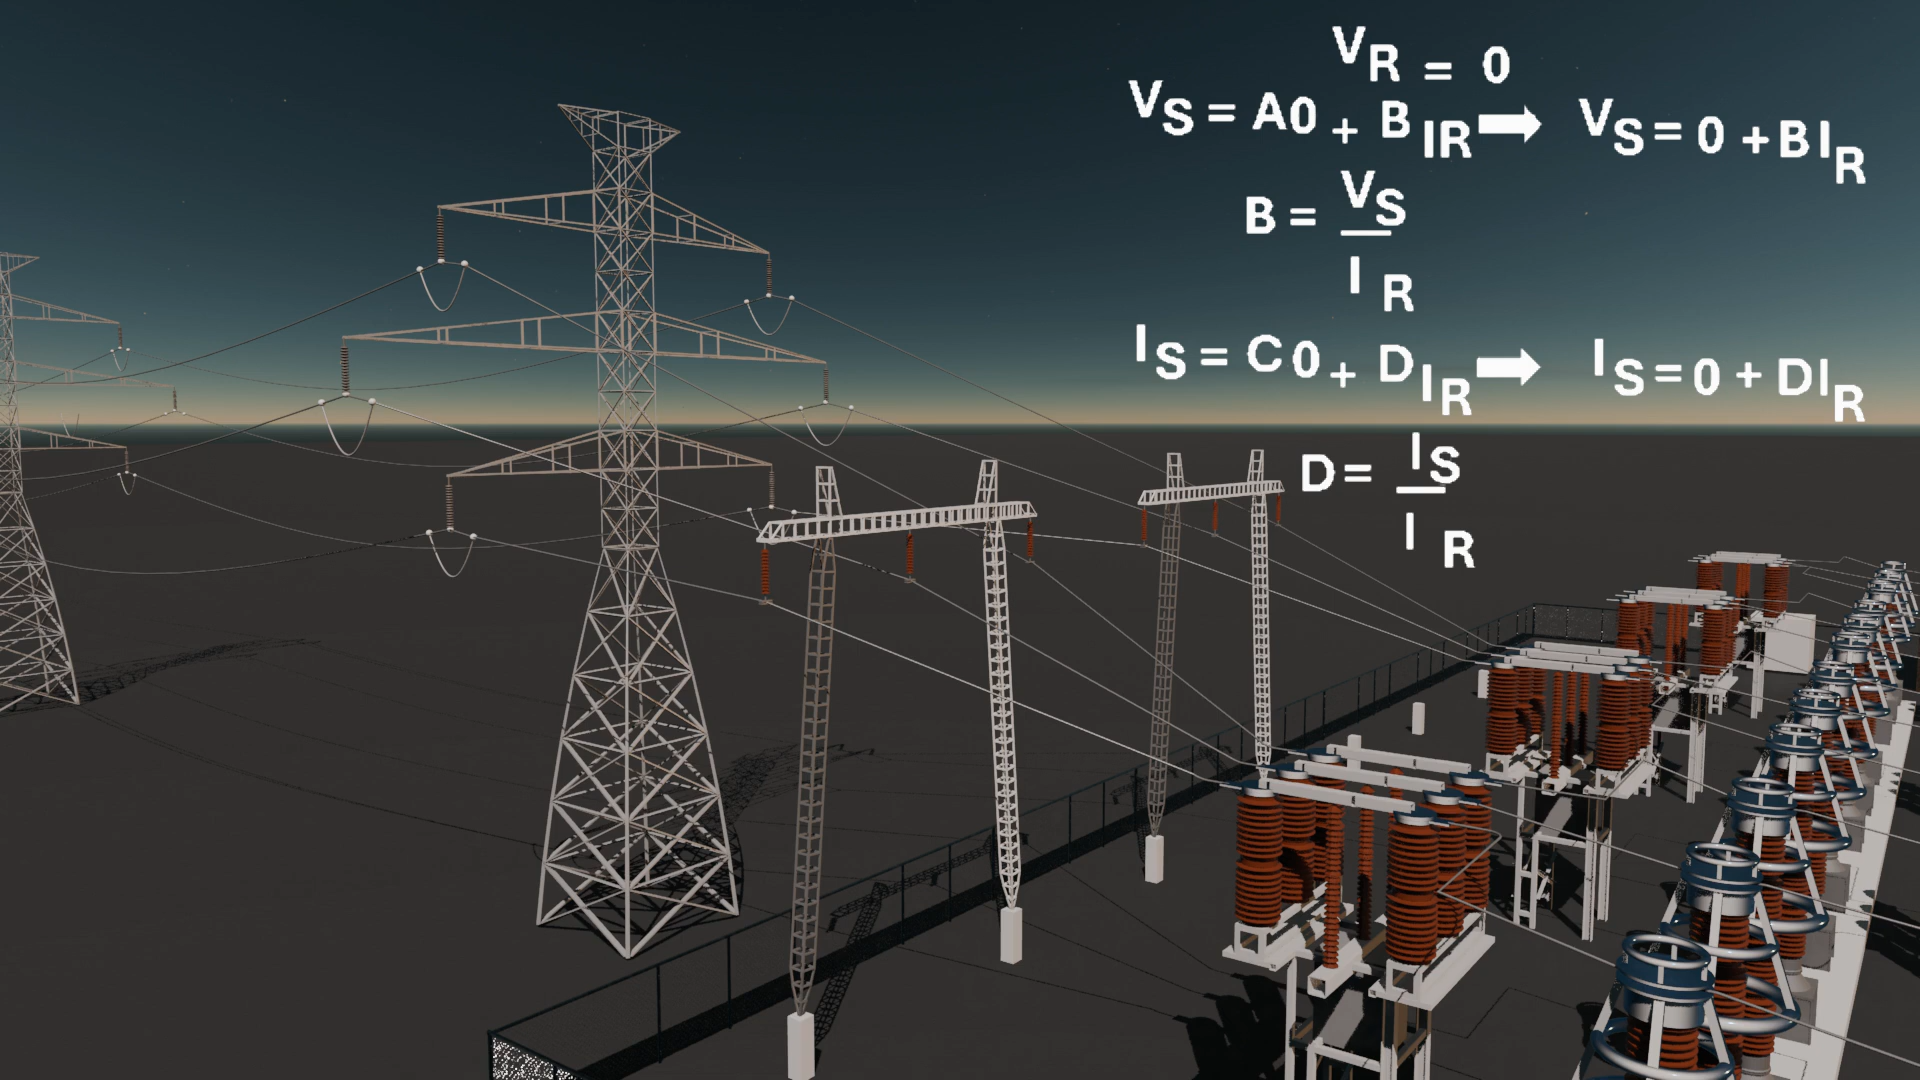 VR = 0
VS = A0 + BIR ➡ VS = 0 + BIR
B = VS
IR
IS = C0 + DIR ➡ IS = 0 + DIR
D = IS
IR